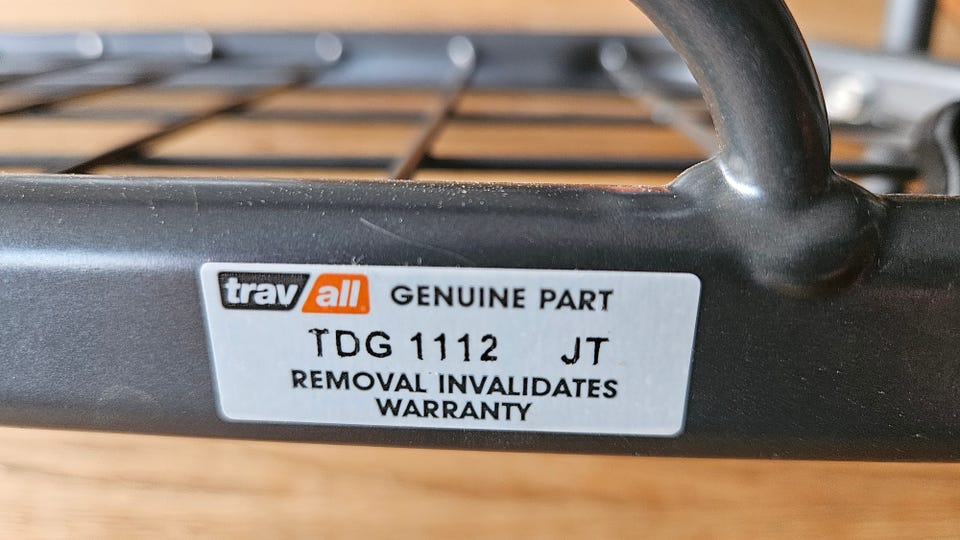 travall GENUINE PART
TDG 1112 JT
REMOVAL INVALIDATES
WARRANTY